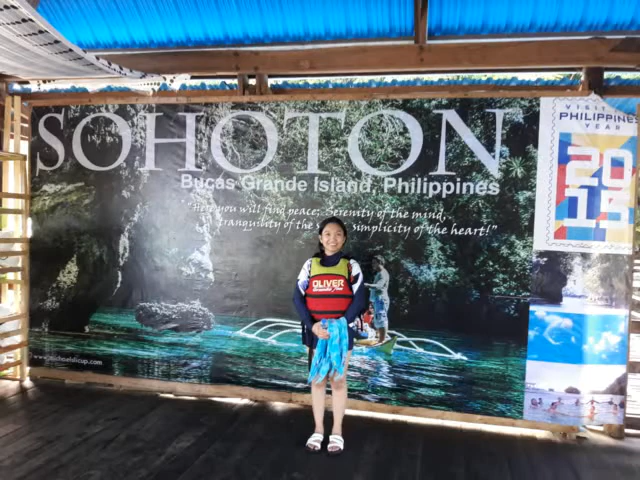 SOHOTON
Bucas Grande Island, Philippines
"Here you will find peace; Serenity of the mind,
tranquility of the simplicity of the heart!"
VISIT
PHILIPPINES
YEAR
2015
OLIVER